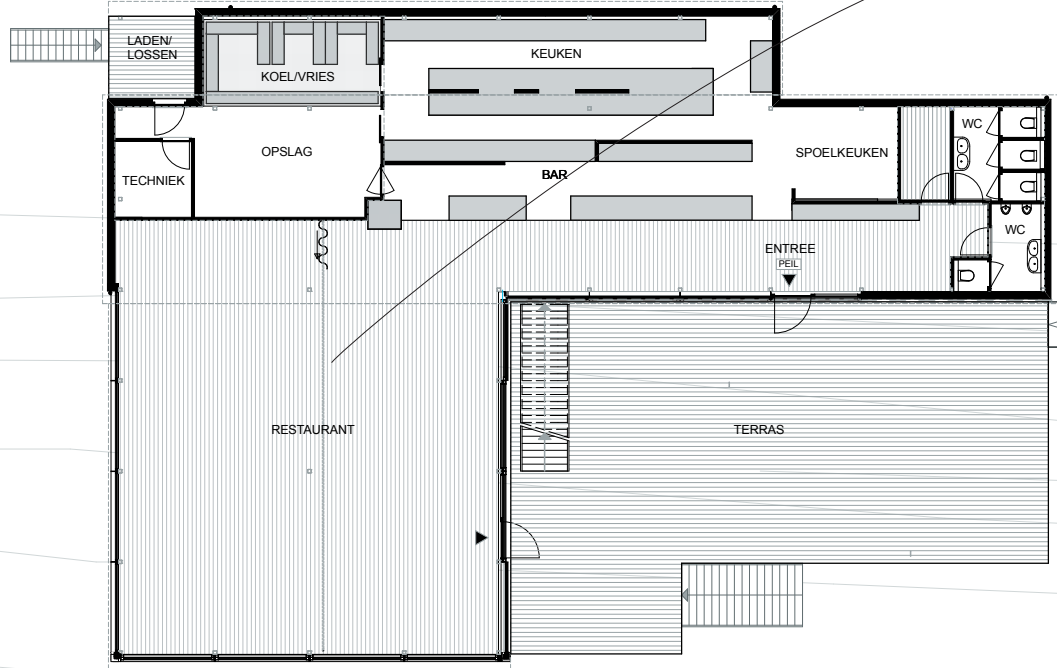 LADEN/
LOSSEN
KOEL/VRIES
KEUKEN
OPSLAG
TECHNIEK
BAR
SPOELKEUKEN
WC
WC
ENTREE
PEIL
RESTAURANT
TERRAS